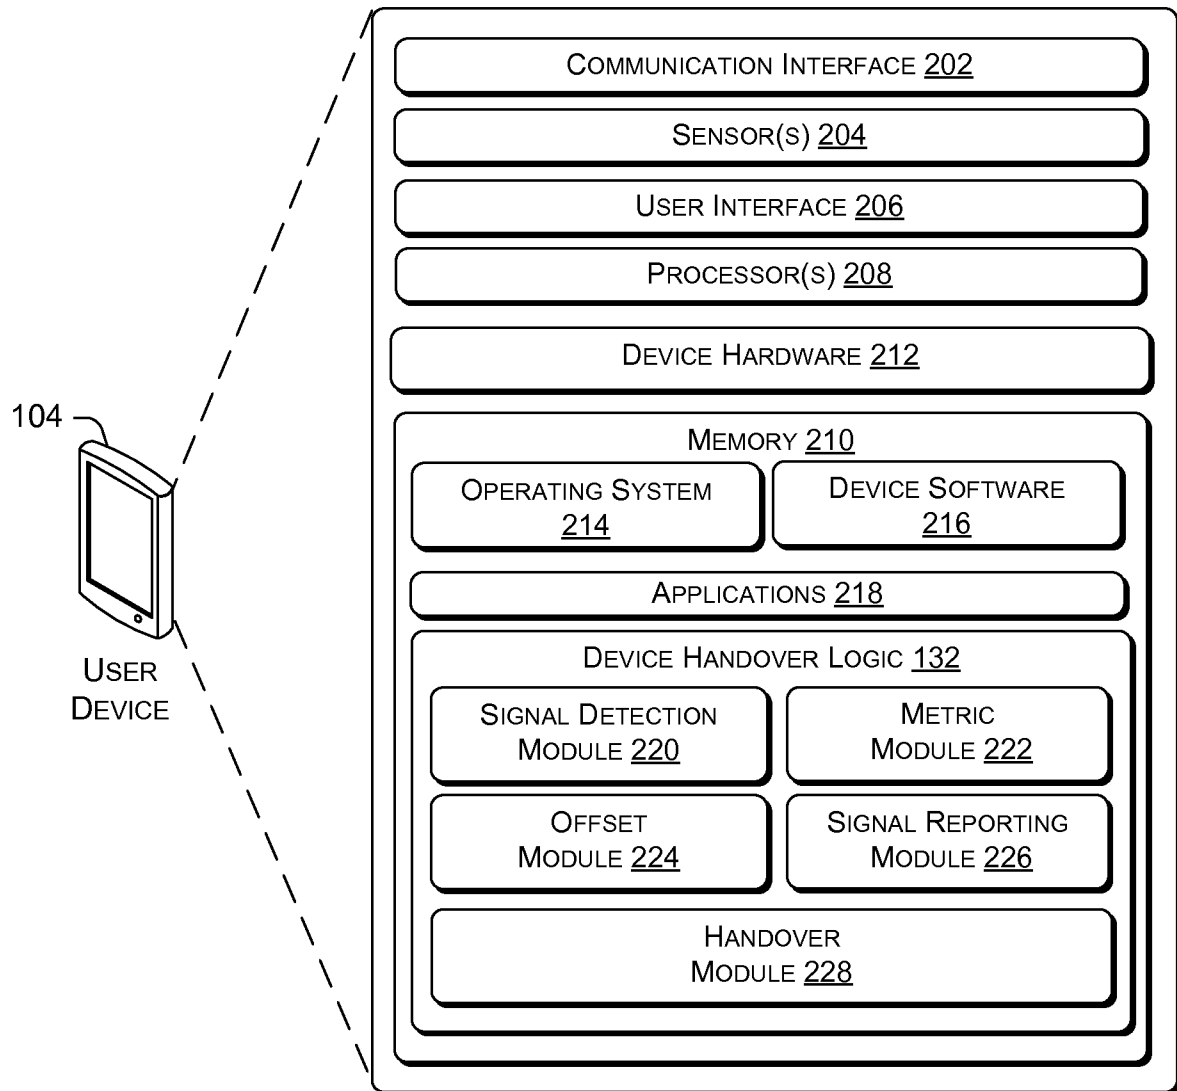 COMMUNICATION INTERFACE 202
SENSOR(S) 204
USER INTERFACE 206
PROCESSOR(S) 208
DEVICE HARDWARE 212
104
USER
DEVICE
MEMORY 210
OPERATING SYSTEM
214
DEVICE SOFTWARE
216
APPLICATIONS 218
DEVICE HANDOVER LOGIC 132
SIGNAL DETECTION
MODULE 220
METRIC
MODULE 222
OFFSET
MODULE 224
SIGNAL REPORTING
MODULE 226
HANDOVER
MODULE 228